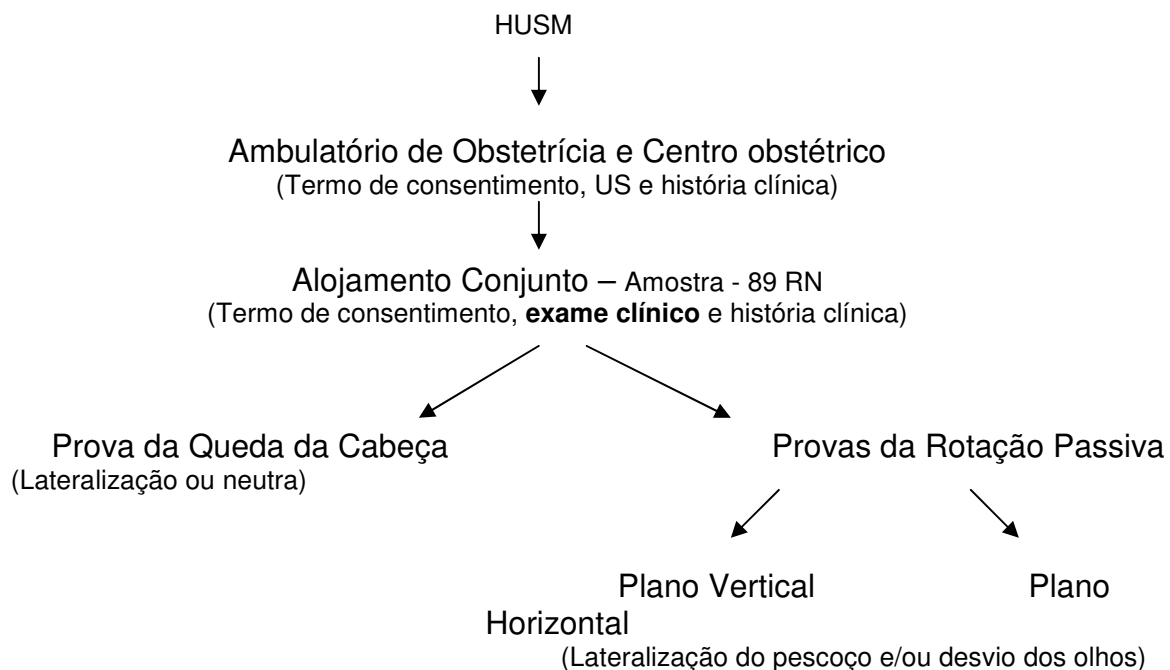 HUSM
Ambulatório de Obstetrícia e Centro obstétrico
(Termo de consentimento, US e história clínica)
Alojamento Conjunto – Amostra - 89 RN
(Termo de consentimento, exame clínico e história clínica)
Prova da Queda da Cabeça
(Lateralização ou neutra)
Provas da Rotação Passiva
Plano Vertical Plano
Horizontal
(Lateralização do pescoço e/ou desvio dos olhos)